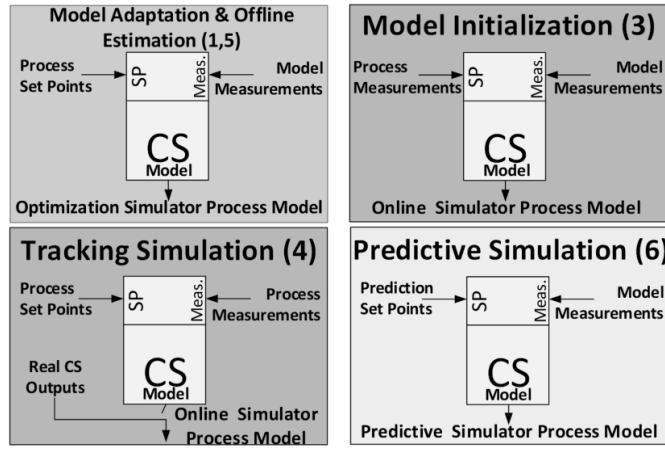 Model Adaptation & Offline
Estimation (1,5)
Process
Set Points
SP
Meas.
Model
Measurements
CS
Model
Optimization Simulator Process Model
Model Initialization (3)
Process
Measurements
SP
Meas.
Model
Measurements
CS
Model
Online Simulator Process Model
Tracking Simulation (4)
Process
Set Points
SP
Meas.
Process
Measurements
Real CS
Outputs
CS
Model
Online Simulator
Process Model
Predictive Simulation (6)
Prediction
Set Points
SP
Meas.
Model
Measurements
CS
Model
Predictive Simulator Process Model